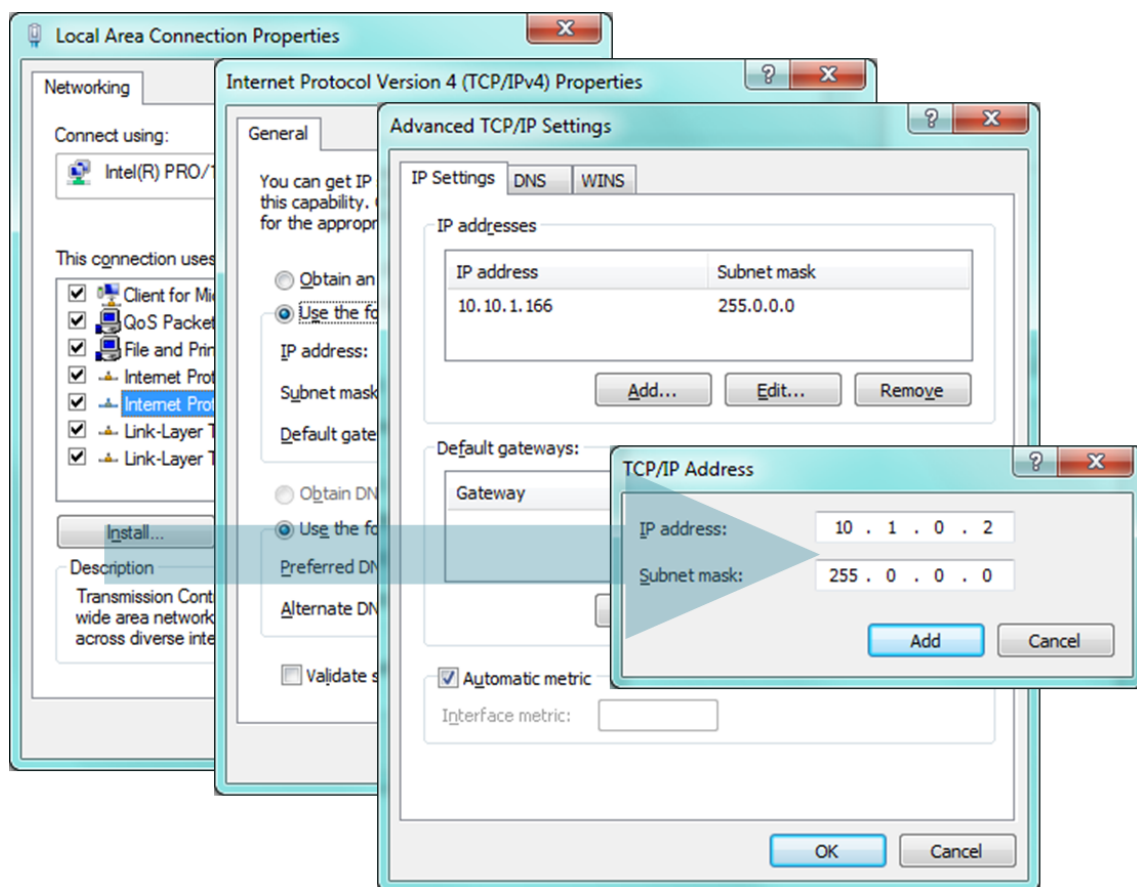 Local Area Connection Properties
Networking
Connect using:
Intel(R) PRO/1
This connection uses
Client for Mi
QoS Packet
File and Prin
Internet Prot
Internet Prot
Link-Layer T
Link-Layer T
Install...
Description
Transmission Cont
wide area network
across diverse inte
Internet Protocol Version 4 (TCP/IPv4) Properties
General
You can get IP
this capability.
for the appropr
Obtain an
Use the fo
IP address:
Subnet mask
Default gate
Obtain DN
Use the fo
Preferred DN
Alternate DN
Validate s
Advanced TCP/IP Settings
IP Settings DNS WINS
IP addresses
IP address Subnet mask
10.10.1.166 255.0.0.0
Add... Edit... Remove
Default gateways:
Gateway
Automatic metric
Interface metric:
OK Cancel
TCP/IP Address
IP address: 10 . 1 . 0 . 2
Subnet mask: 255 . 0 . 0 . 0
Add Cancel